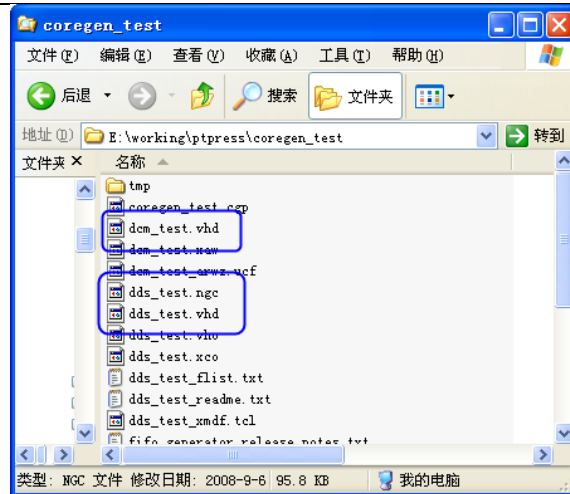 coregen_test
文件(F) 编辑(E) 查看(V) 收藏(A) 工具(T) 帮助(H)
后退 搜索 文件夹
地址(D) E:\working\ptpress\coregen_test 转到
文件夹 × 名称
tmp
coregen_test.cgp
dcm_test.vhd
dcm_test.xaw
dcm_test_arwz.ucf
dds_test.ngc
dds_test.vhd
dds_test.vho
dds_test.xco
dds_test_flist.txt
dds_test_readme.txt
dds_test_xmdf.tcl
fifo_generator_release_notes.txt
类型: NGC 文件 修改日期: 2008-9-6 95.8 KB 我的电脑